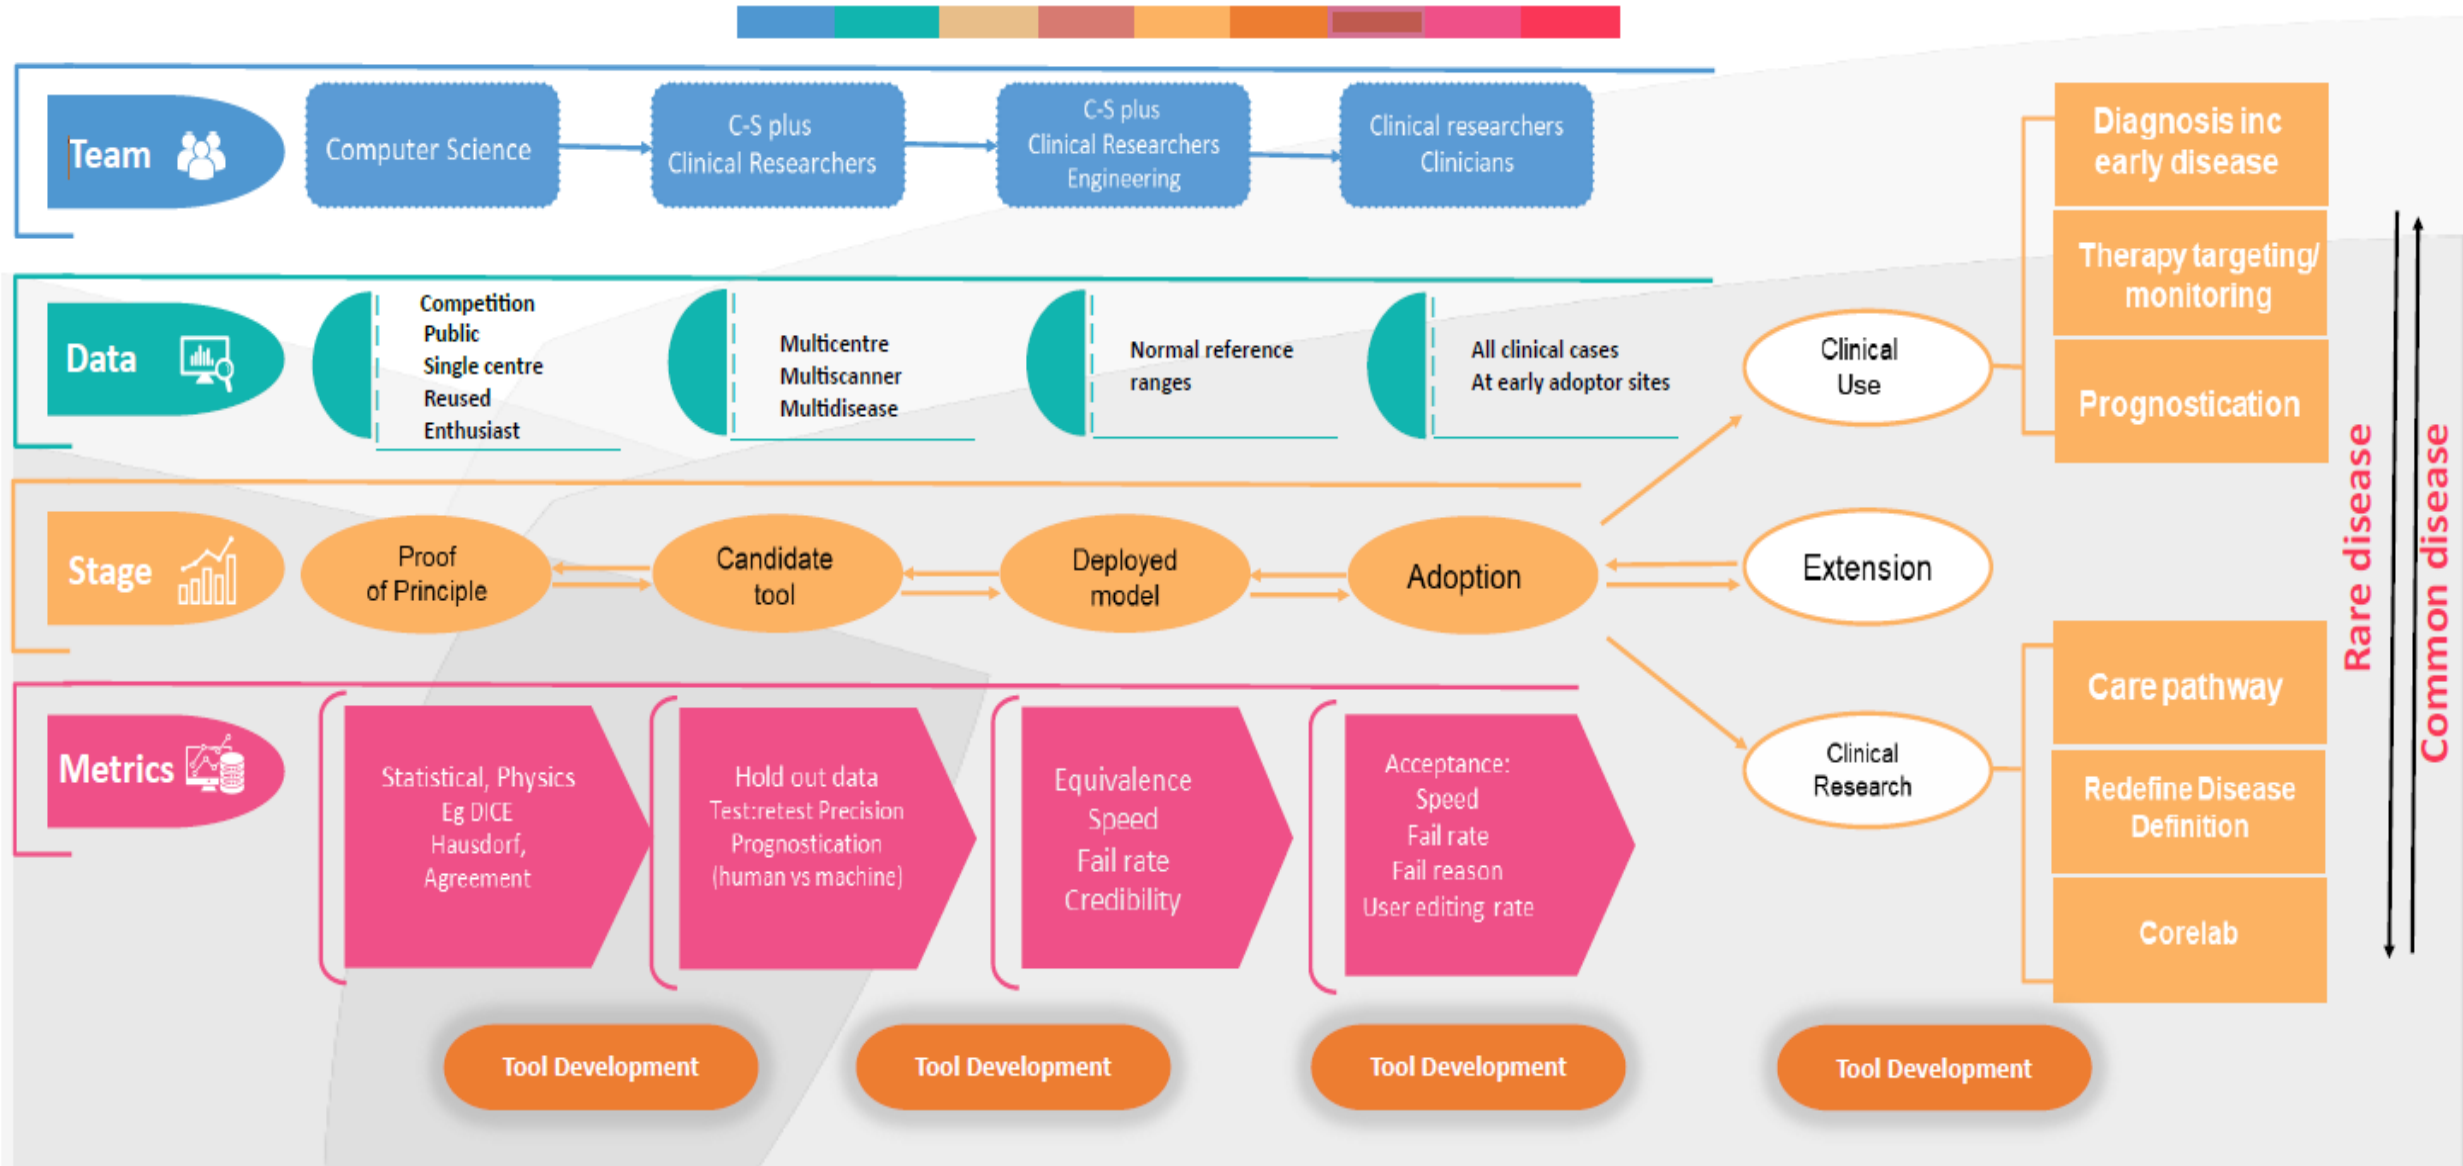 Team
Computer Science
C-S plus
Clinical Researchers
C-S plus
Clinical Researchers
Engineering
Clinical researchers
Clinicians
Data
Competition
Public
Single centre
Reused
Enthusiast
Multicentre
Multiscanner
Multidisease
Normal reference
ranges
All clinical cases
At early adoptor sites
Stage
Proof
of Principle
Candidate
tool
Deployed
model
Adoption
Clinical
Use
Extension
Clinical
Research
Metrics
Statistical, Physics
Eg DICE
Hausdorf,
Agreement
Hold out data
Test:retest Precision
Prognostication
(human vs machine)
Equivalence
Speed
Fail rate
Credibility
Acceptance:
Speed
Fail rate
Fail reason
User editing rate
Diagnosis inc
early disease
Therapy targeting/
monitoring
Prognostication
Care pathway
Redefine Disease
Definition
Corelab
Rare disease
Common disease
Tool Development
Tool Development
Tool Development
Tool Development